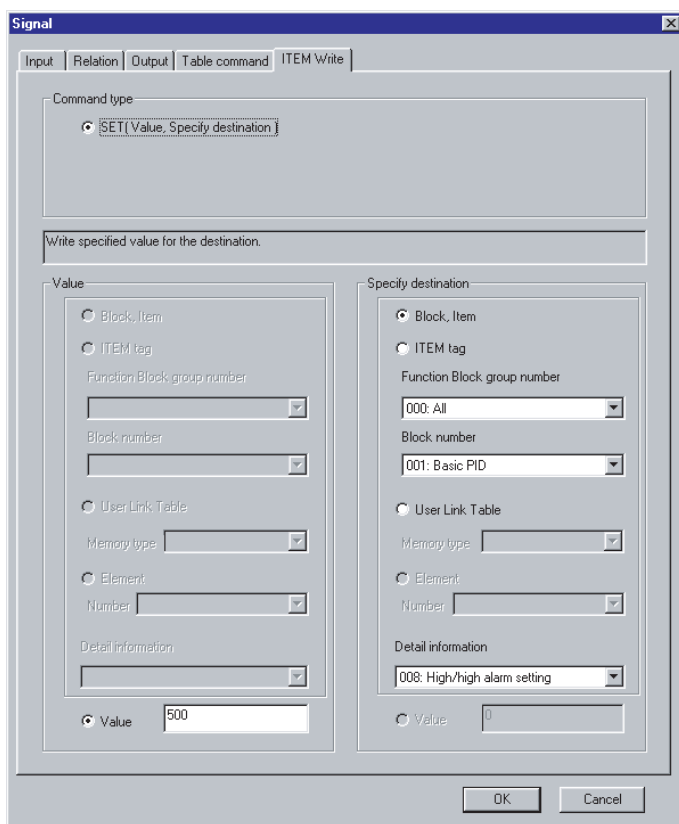 Signal
Input Relation Output Table command ITEM Write
Command type
SET( Value, Specify destination )
Write specified value for the destination.
Value
Block, Item
ITEM tag
Function Block group number
Block number
User Link Table
Memory type
Element
Number
Detail information
Value 500
Specify destination
Block, Item
ITEM tag
Function Block group number
000: All
Block number
001: Basic PID
User Link Table
Memory type
Element
Number
Detail information
008: High/high alarm setting
Value 0
OK Cancel